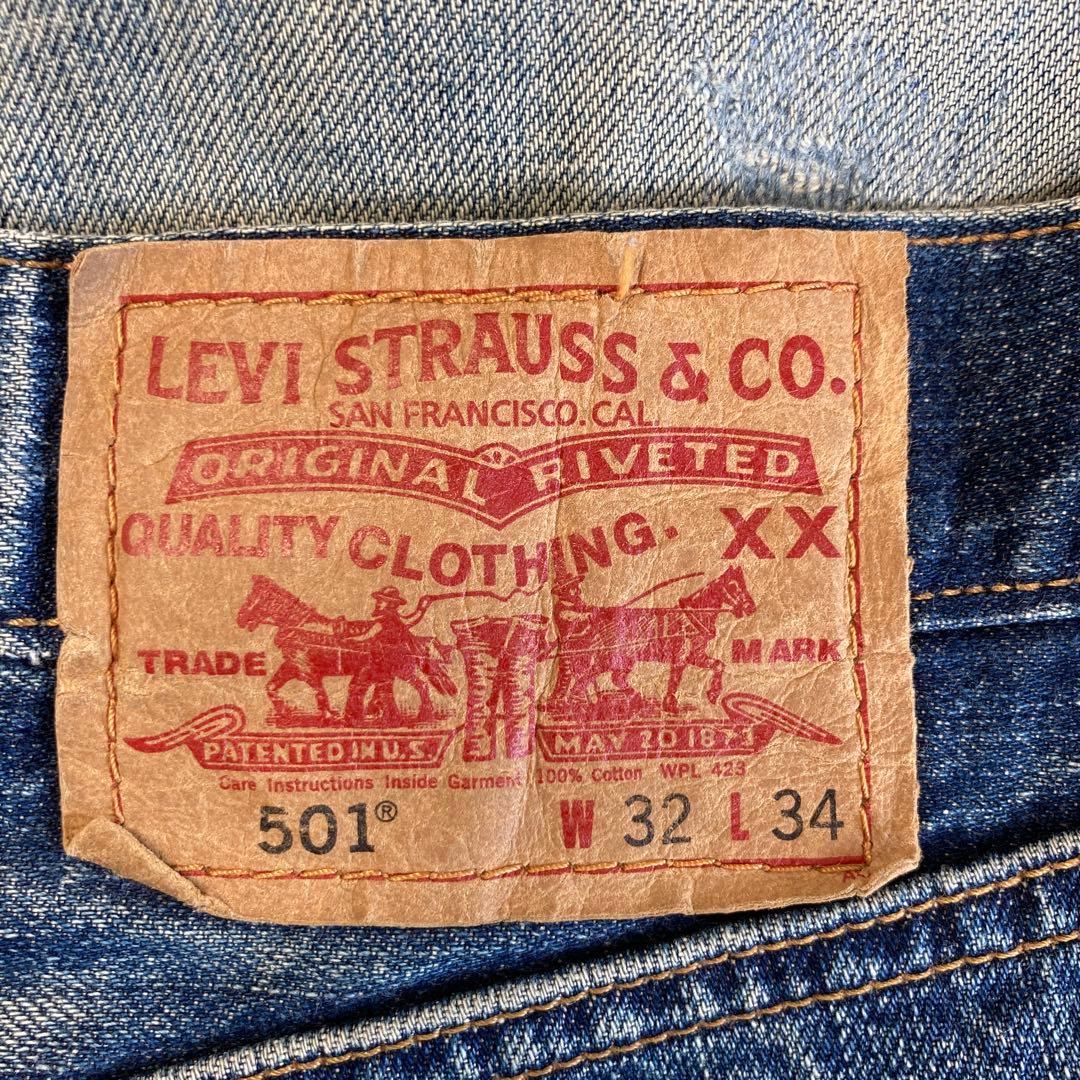 LEVI STRAUSS & CO.
SAN FRANCISCO. CAL.
ORIGINAL RIVETED
QUALITY CLOTHING. XX
TRADE MARK
PATENTED IN U.S. MAY 20 1873
Care Instructions Inside Garment 100% Cotton WPL 423
501® W 32 L 34